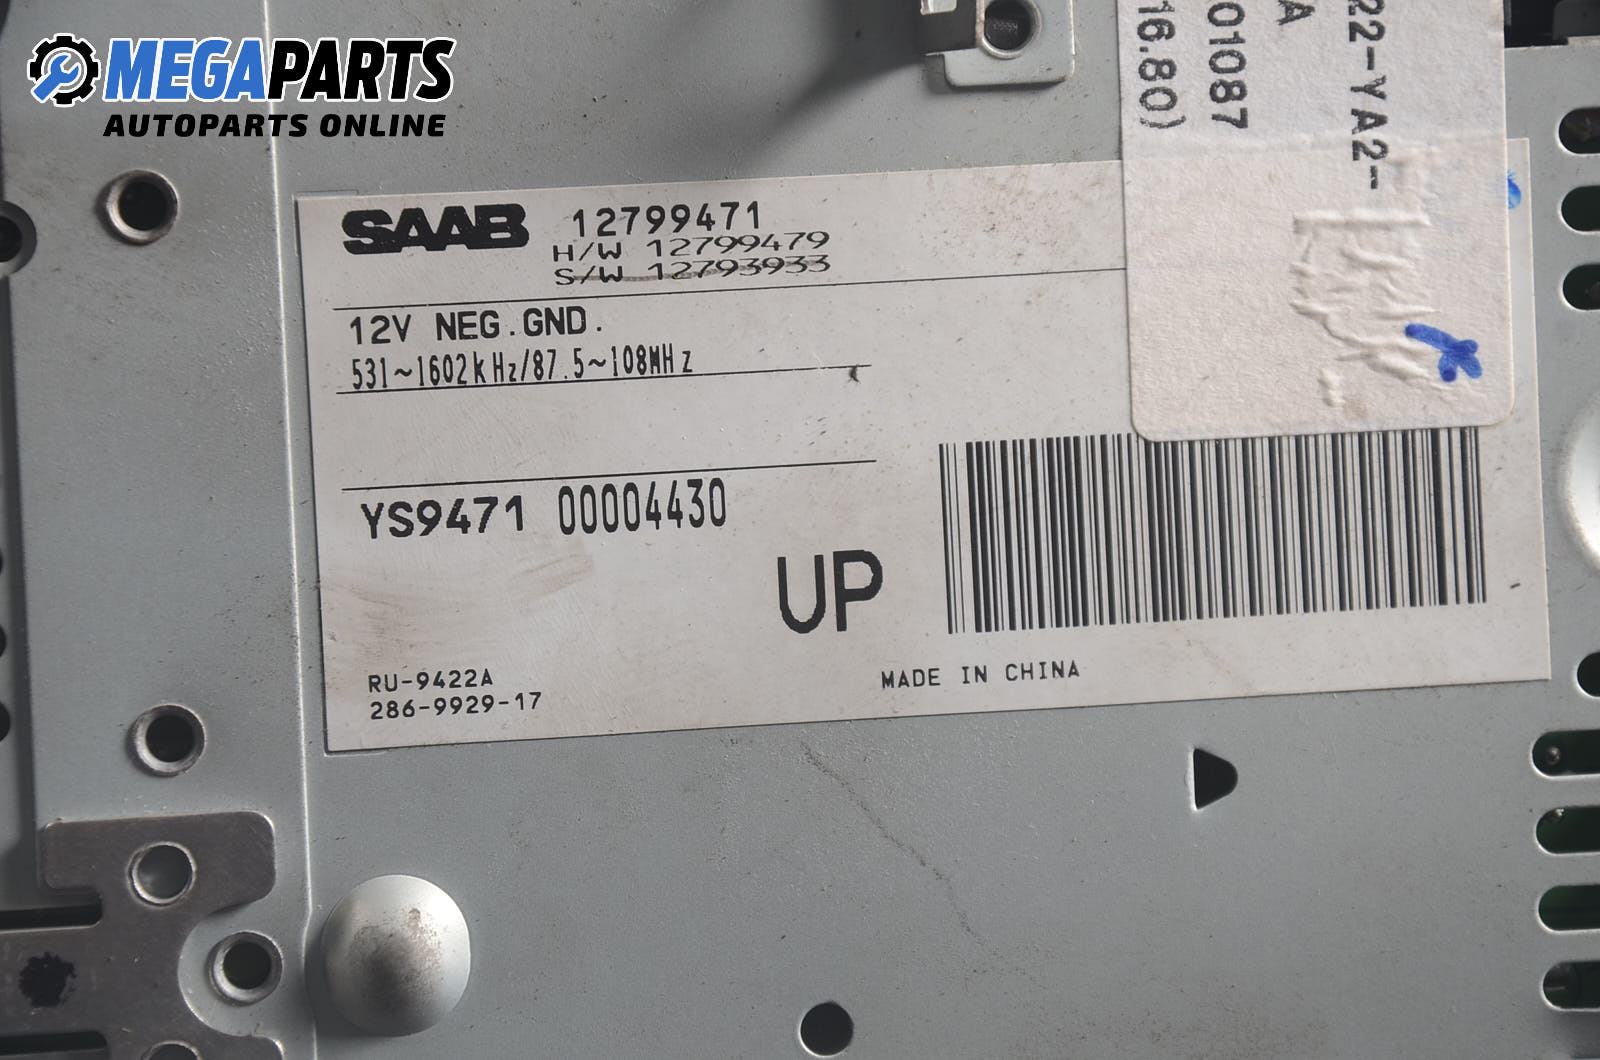 MEGAPARTS
AUTOPARTS ONLINE
SAAB 12799471
H/W 12799479
S/W 12793933
12V NEG.GND.
531~1602kHz/87.5~108MHz
YS9471 00004430
UP
RU-9422A
286-9929-17
MADE IN CHINA
22-YA2-
A
01087
16.80)